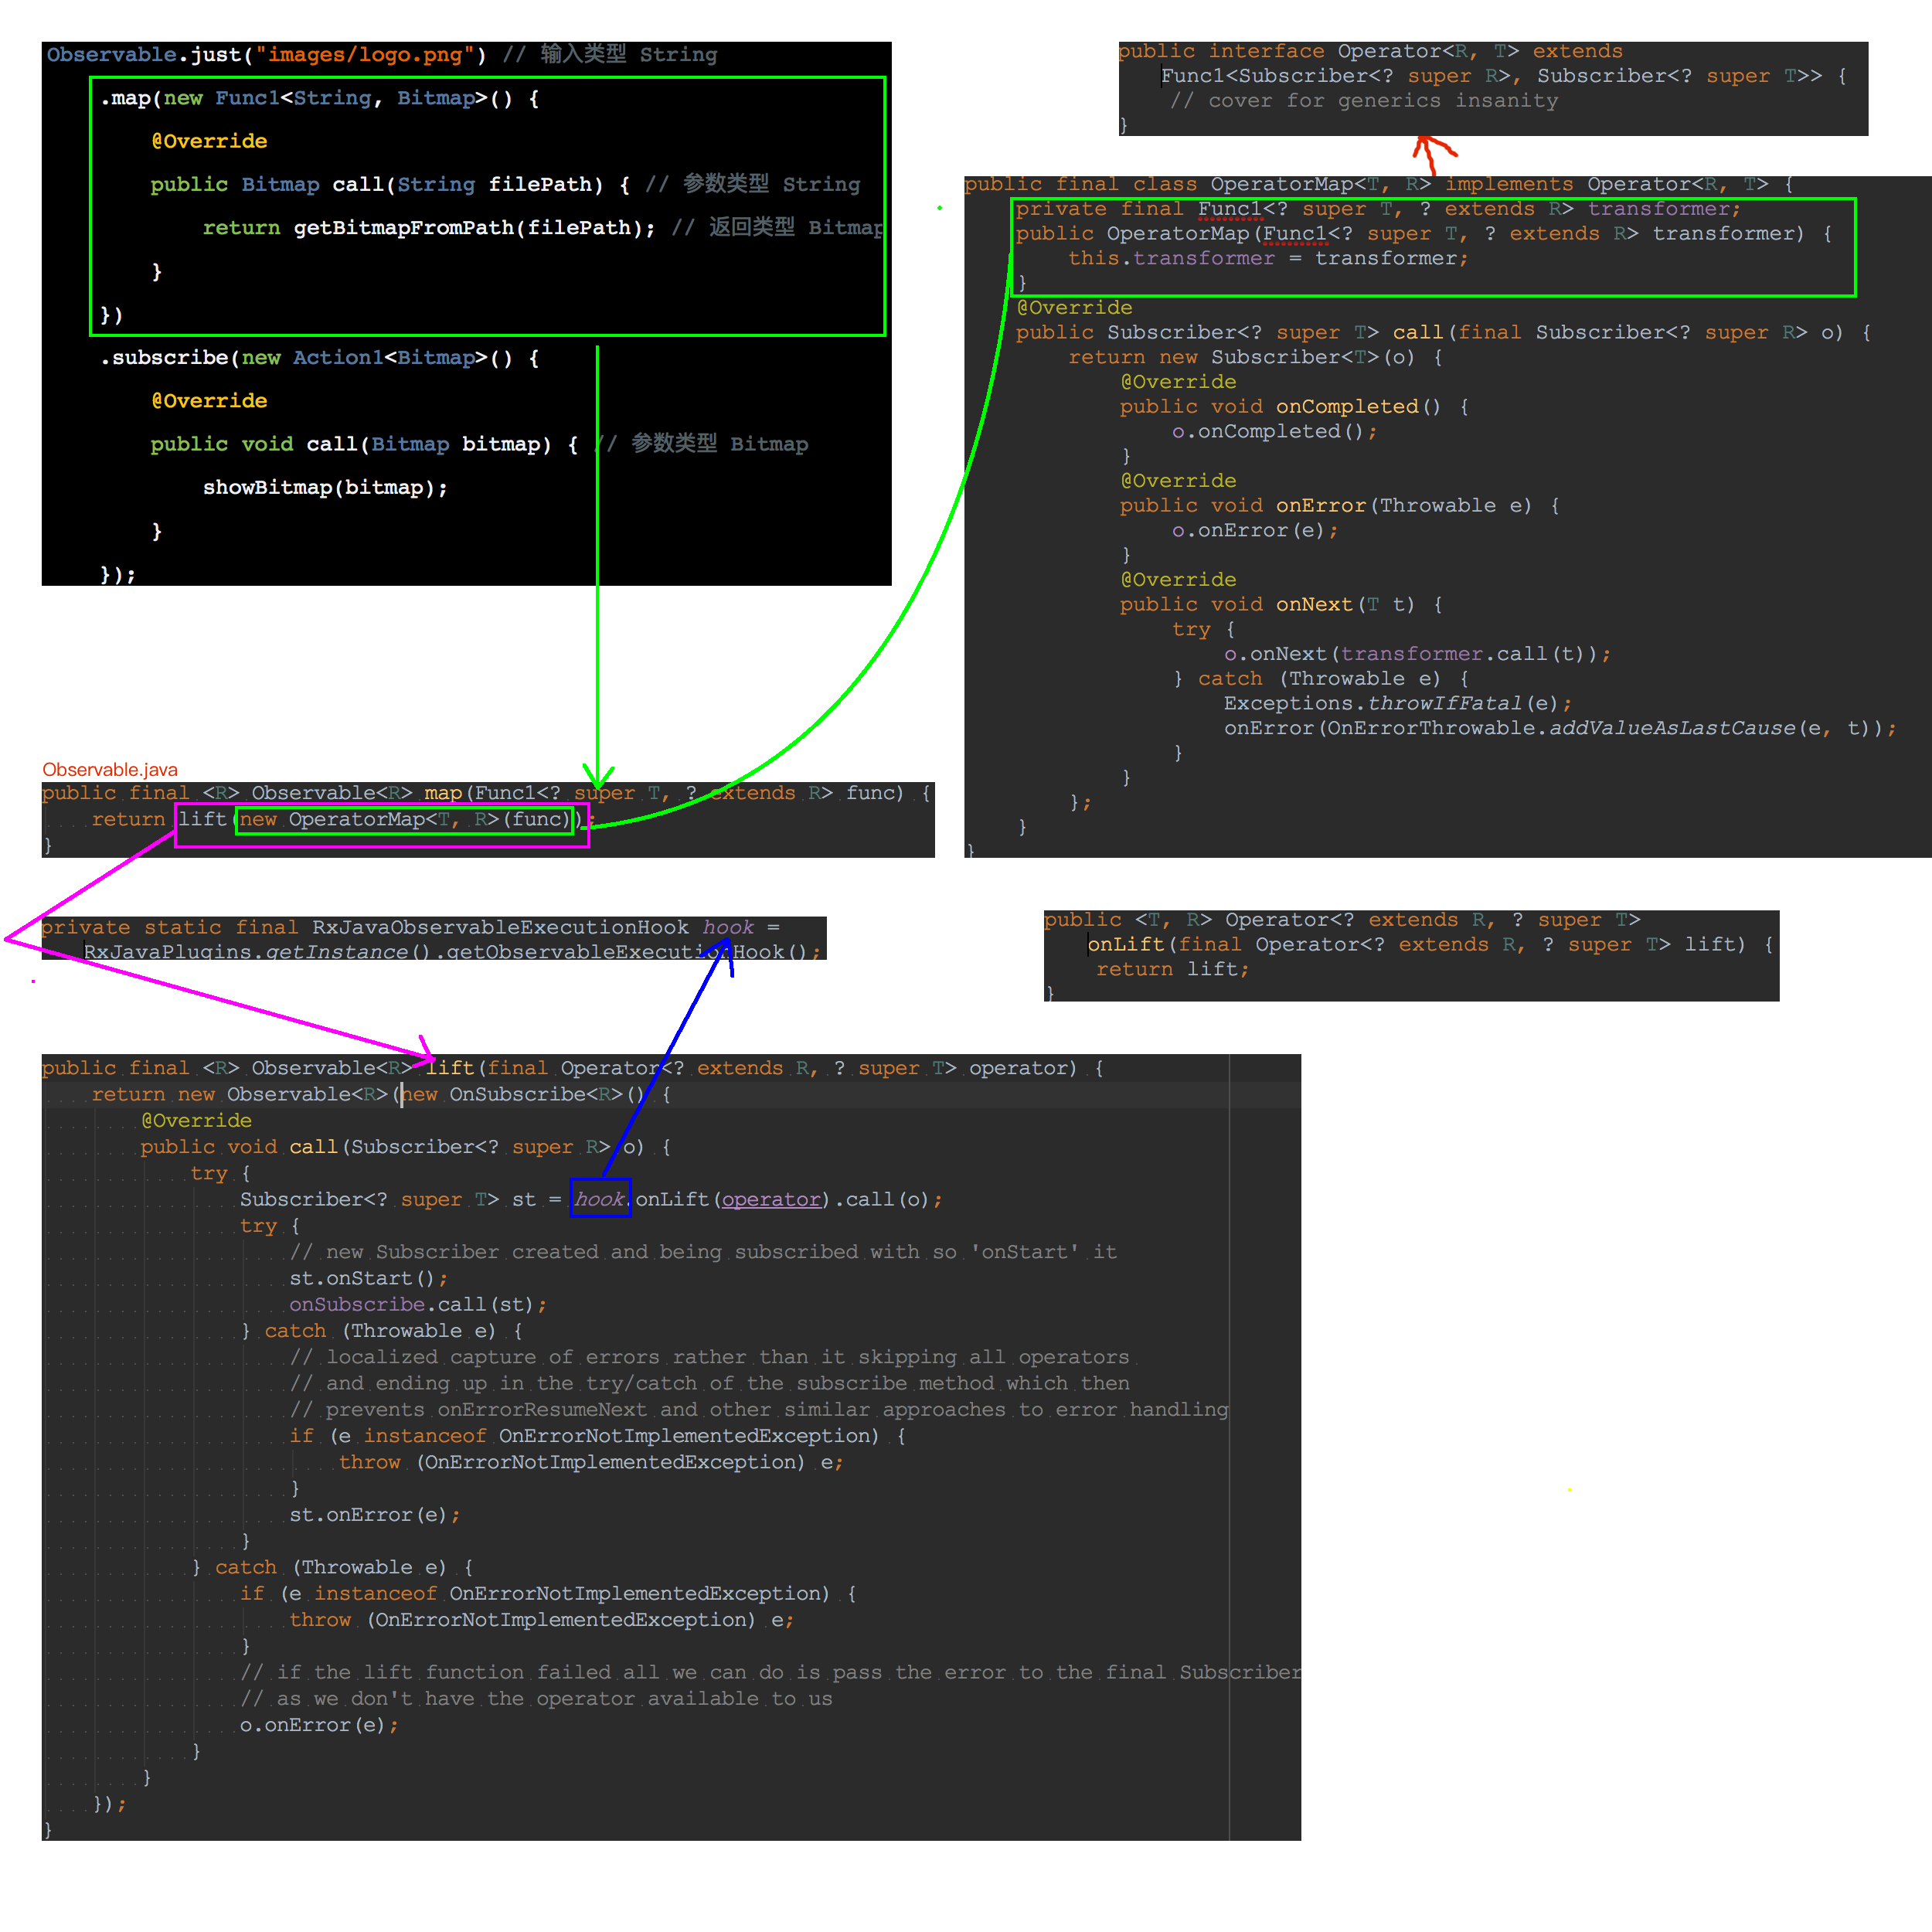 Observable.just("images/logo.png") // 输入类型 String
.map(new Func1<String, Bitmap>() {
@Override
public Bitmap call(String filePath) { // 参数类型 String
return getBitmapFromPath(filePath); // 返回类型 Bitmap
}
})
.subscribe(new Action1<Bitmap>() {
@Override
public void call(Bitmap bitmap) { // 参数类型 Bitmap
showBitmap(bitmap);
}
});
public interface Operator<R, T> extends
Func1<Subscriber<? super R>, Subscriber<? super T>> {
// cover for generics insanity
}
public final class OperatorMap<T, R> implements Operator<R, T> {
private final Func1<? super T, ? extends R> transformer;
public OperatorMap(Func1<? super T, ? extends R> transformer) {
this.transformer = transformer;
}
@Override
public Subscriber<? super T> call(final Subscriber<? super R> o) {
return new Subscriber<T>(o) {
@Override
public void onCompleted() {
o.onCompleted();
}
@Override
public void onError(Throwable e) {
o.onError(e);
}
@Override
public void onNext(T t) {
try {
o.onNext(transformer.call(t));
} catch (Throwable e) {
Exceptions.throwIfFatal(e);
onError(OnErrorThrowable.addValueAsLastCause(e, t));
}
}
};
}
}
Observable.java
public final <R> Observable<R> map(Func1<? super T, ? extends R> func) {
return lift(new OperatorMap<T, R>(func));
}
private static final RxJavaObservableExecutionHook hook =
RxJavaPlugins.getInstance().getObservableExecutionHook();
public <T, R> Operator<? extends R, ? super T>
onLift(final Operator<? extends R, ? super T> lift) {
return lift;
}
public final <R> Observable<R> lift(final Operator<? extends R, ? super T> operator) {
return new Observable<R>(new OnSubscribe<R>() {
@Override
public void call(Subscriber<? super R> o) {
try {
Subscriber<? super T> st = hook.onLift(operator).call(o);
try {
// new Subscriber created and being subscribed with so 'onStart' it
st.onStart();
onSubscribe.call(st);
} catch (Throwable e) {
// localized capture of errors rather than it skipping all operators
// and ending up in the try/catch of the subscribe method which then
// prevents onErrorResumeNext and other similar approaches to error handling
if (e instanceof OnErrorNotImplementedException) {
throw (OnErrorNotImplementedException) e;
}
st.onError(e);
}
} catch (Throwable e) {
if (e instanceof OnErrorNotImplementedException) {
throw (OnErrorNotImplementedException) e;
}
// if the lift function failed all we can do is pass the error to the final Subscriber
// as we don't have the operator available to us
o.onError(e);
}
}
});
}